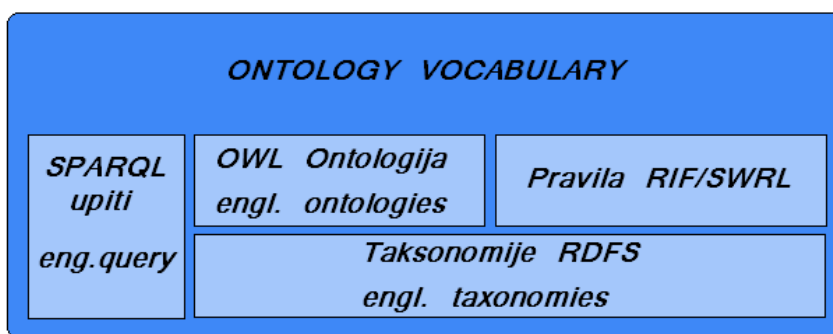 ONTOLOGY VOCABULARY
SPARQL
upiti
eng.query
OWL Ontologija
engl. ontologies
Pravila RIF/SWRL
Taksonomije RDFS
engl. taxonomies